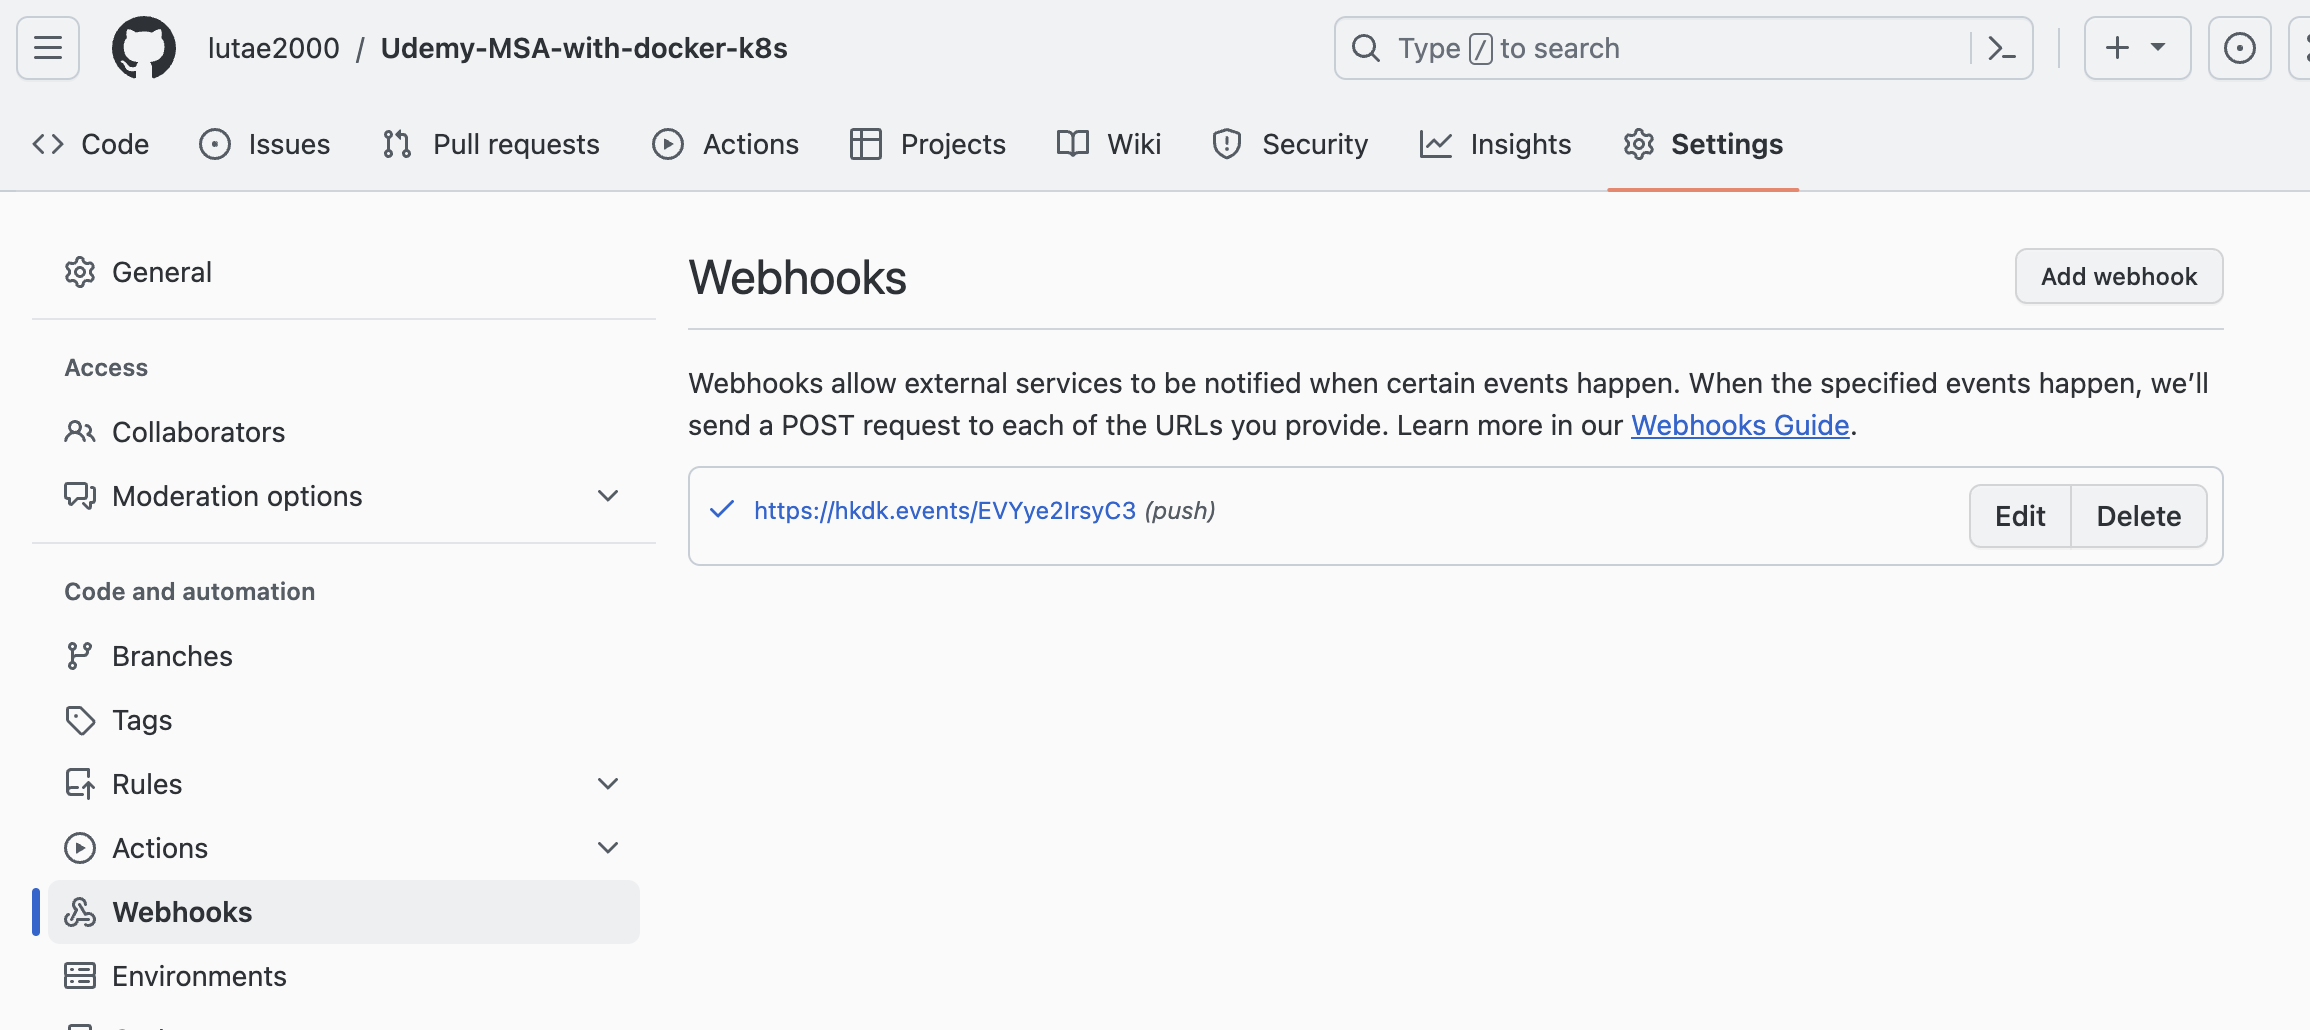 lutae2000 / Udemy-MSA-with-docker-k8s
Type / to search
Code Issues Pull requests Actions Projects Wiki Security Insights Settings
General
Access
Collaborators
Moderation options
Code and automation
Branches
Tags
Rules
Actions
Webhooks
Environments
Webhooks
Add webhook
Webhooks allow external services to be notified when certain events happen. When the specified events happen, we’ll
send a POST request to each of the URLs you provide. Learn more in our Webhooks Guide.
https://hkdk.events/EVYye2IrsyC3 (push)
Edit Delete